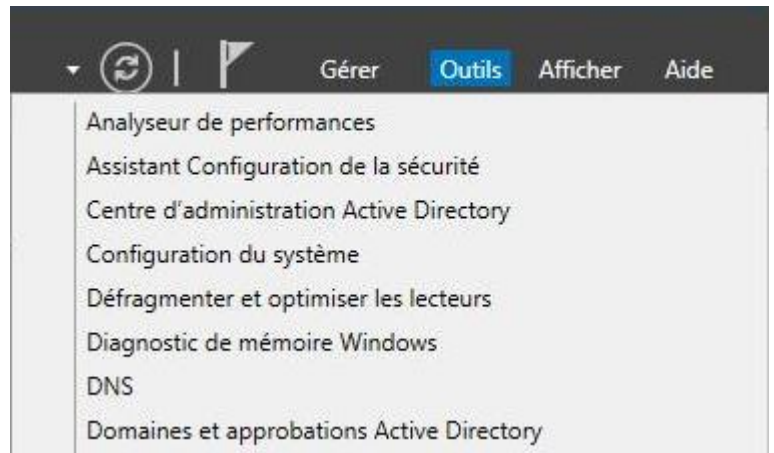 Gérer Outils Afficher Aide
Analyseur de performances
Assistant Configuration de la sécurité
Centre d'administration Active Directory
Configuration du système
Défragmenter et optimiser les lecteurs
Diagnostic de mémoire Windows
DNS
Domaines et approbations Active Directory